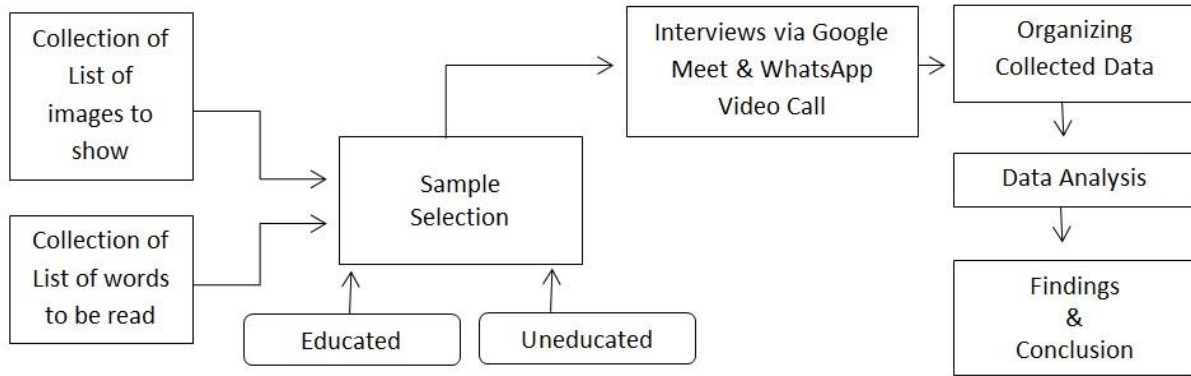 Collection of
List of
images to
show
Collection of
List of words
to be read
Sample
Selection
Educated
Uneducated
Interviews via Google
Meet & WhatsApp
Video Call
Organizing
Collected Data
Data Analysis
Findings
&
Conclusion